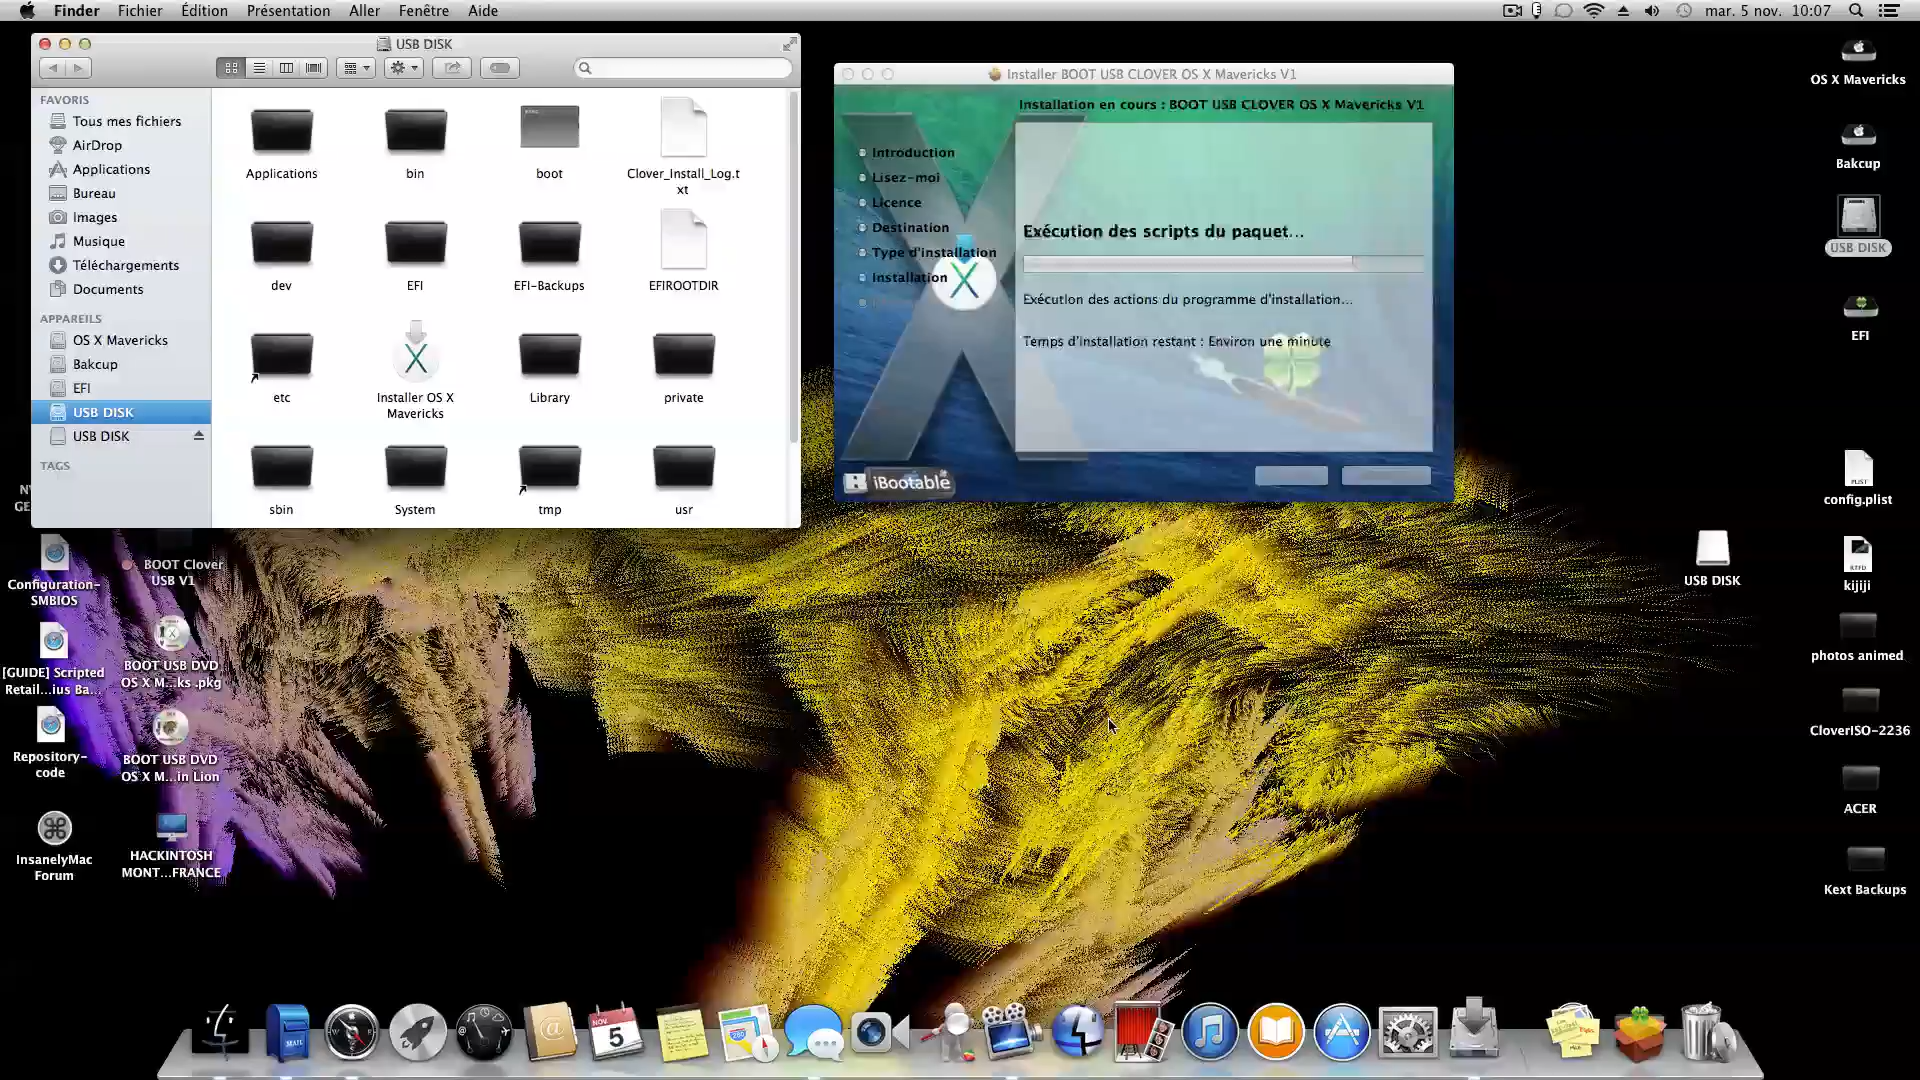 Finder Fichier Édition Présentation Aller Fenêtre Aide
mar. 5 nov. 10:07
USB DISK
FAVORIS
Tous mes fichiers
AirDrop
Applications
Bureau
Images
Musique
Téléchargements
Documents
APPAREILS
OS X Mavericks
Bakcup
EFI
USB DISK
USB DISK
TAGS
Applications
bin
boot
Clover_Install_Log.t
xt
dev
EFI
EFI-Backups
EFIROOTDIR
etc
Installer OS X
Mavericks
Library
private
sbin
System
tmp
usr
Installer BOOT USB CLOVER OS X Mavericks V1
Installation en cours : BOOT USB CLOVER OS X Mavericks V1
Introduction
Lisez-moi
Licence
Destination
Type d'installation
Installation
Exécution des scripts du paquet...
Exécution des actions du programme d'installation...
Temps d'installation restant : Environ une minute
iBootable
OS X Mavericks
Bakcup
USB DISK
EFI
PLIST
config.plist
USB DISK
RTFD
kijiji
photos animed
CloverISO-2236
ACER
Kext Backups
Configuration-
SMBIOS
BOOT Clover
USB V1
[GUIDE] Scripted
Retail...ius Ba...
BOOT USB DVD
OS X M...ks .pkg
Repository-
code
BOOT USB DVD
OS X M...in Lion
InsanelyMac
Forum
HACKINTOSH
MONT...FRANCE
MAIL
NOV
5
280